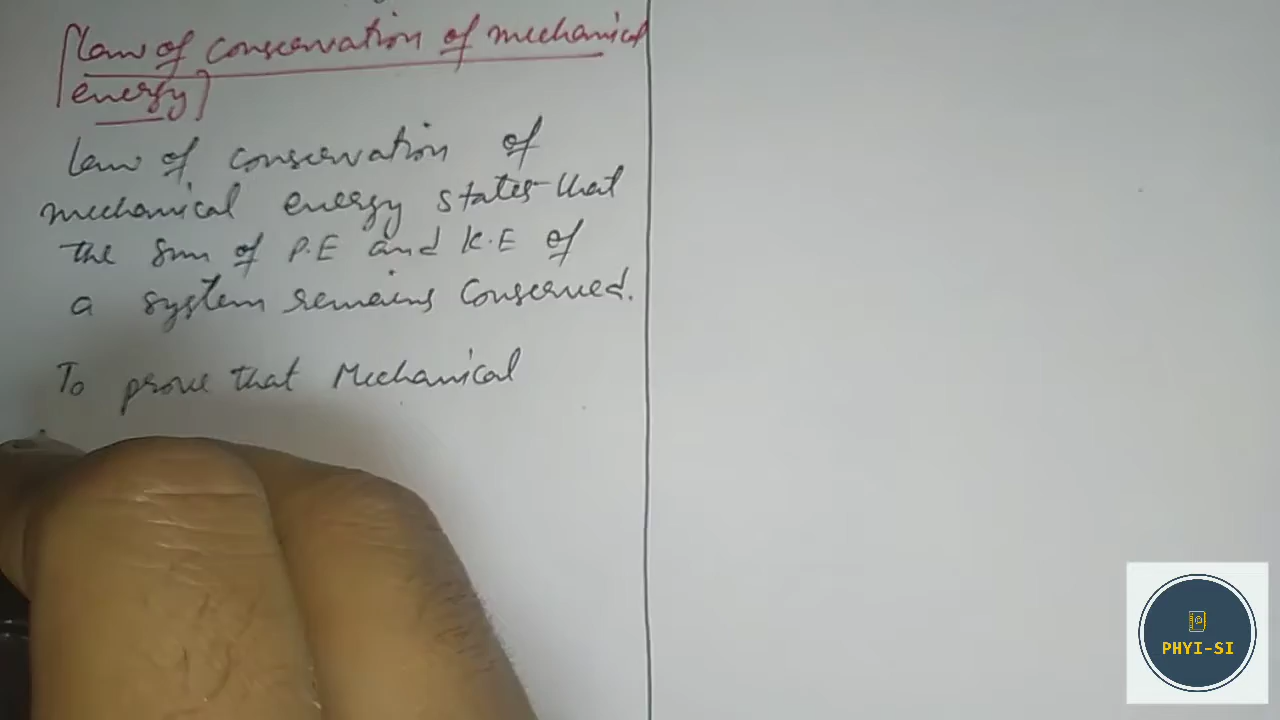 [Law of conservation of mechanical
energy]
Law of conservation of
mechanical energy states that
the sum of P.E and K.E of
a system remains conserved.
To prove that Mechanical
PHYI-SI